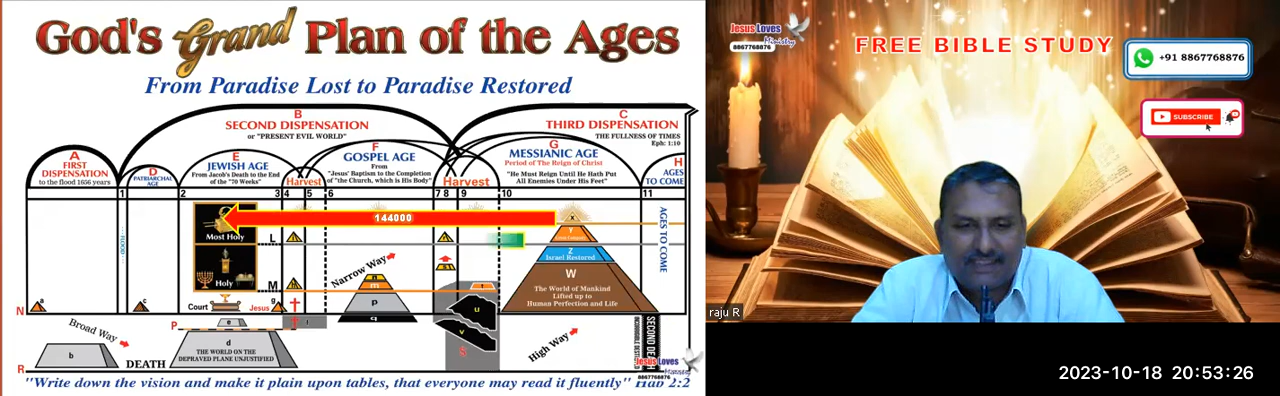 God's Grand Plan of the Ages
From Paradise Lost to Paradise Restored
B
SECOND DISPENSATION
or "PRESENT EVIL WORLD"
C
THIRD DISPENSATION
THE FULLNESS OF TIMES
Eph: 1:10
A
FIRST
DISPENSATION
to the flood 1656 years
D
PATRIARCHAL
AGE
E
JEWISH AGE
From Jacob's Death to the End
of the "70 Weeks"
Harvest
F
GOSPEL AGE
From
"Jesus' Baptism to the Completion
of "the Church, which is His Body"
Harvest
G
MESSIANIC AGE
Period of The Reign of Christ
"He Must Reign Until He Hath Put
All Enemies Under His Feet"
H
AGES
TO COME
1 2 3 4 5 6 7 8 9 10 11
FLOOD
Most Holy
Holy
Court
144000
L
M
N
P
R
a
b
c
d
e
g
Jesus
i
Narrow Way
n
m
p
q
s
t
u
v
S
x
Y
Z
Israel Restored
W
The World of Mankind
Lifted up to
Human Perfection and Life
AGES TO COME
Broad Way
DEATH
THE WORLD ON THE
DEPRAVED PLANE UNJUSTIFIED
High Way
Jesus Loves
Ministry
8867768876
"Write down the vision and make it plain upon tables, that everyone may read it fluently" Hab 2:2
Jesus Loves
Ministry
8867768876
FREE BIBLE STUDY
+91 8867768876
SUBSCRIBE
raju R
2023-10-18 20:53:26